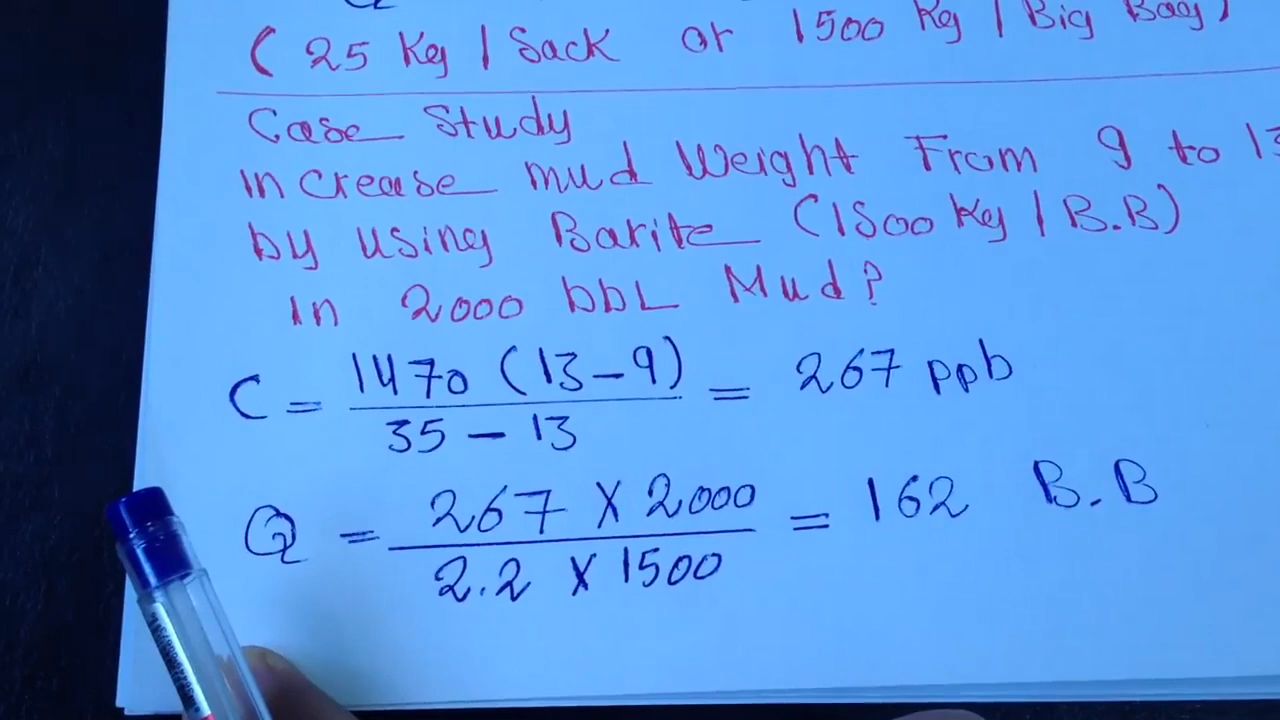 ( 25 Kg / Sack or 1500 Kg / Big Bag)
Case Study
Increase mud Weight From 9 to 13
by using Barite (1500 Kg / B.B)
In 2000 bbL Mud?
C = 1470 (13-9) / 35 - 13 = 267 ppb
Q = 267 X 2000 / 2.2 X 1500 = 162 B.B